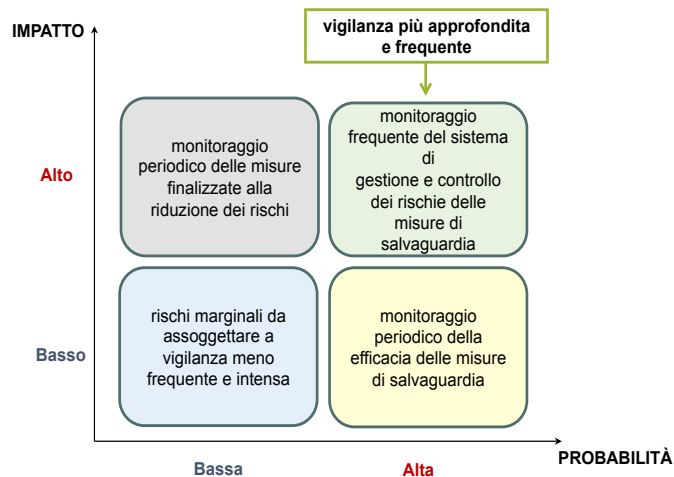 IMPATTO
vigilanza più approfondita
e frequente
Alto
monitoraggio
periodico delle misure
finalizzate alla
riduzione dei rischi
monitoraggio
frequente del sistema
di
gestione e controllo
dei rischie delle
misure di
salvaguardia
Basso
rischi marginali da
assoggettare a
vigilanza meno
frequente e intensa
monitoraggio
periodico della
efficacia delle misure
di salvaguardia
Bassa
Alta
PROBABILITÀ